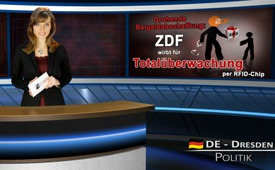 Drohende
Bargeldabschaffung:
ZDF
wirbt für
Totalüberwachung
per RFID-Chip
DE - DRESDEN
POLITIK